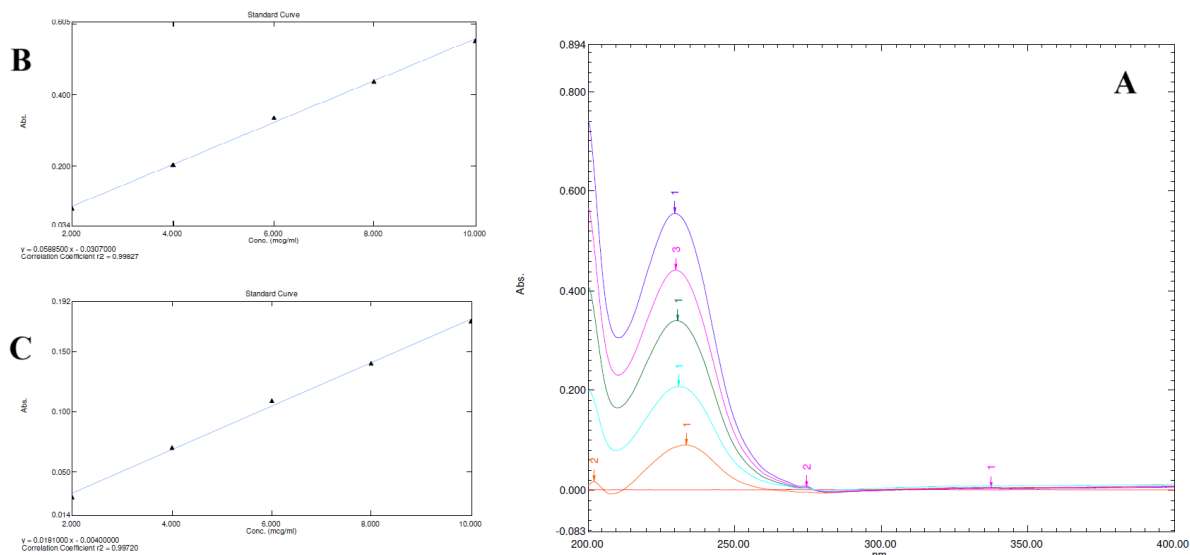 B
Standard Curve
0.605
0.400
0.200
0.034
Abs.
2.000 4.000 6.000 8.000 10.000
Conc. (mcg/ml)
y = 0.0588500 x - 0.0307000
Correlation Coefficient r2 = 0.99827
C
Standard Curve
0.192
0.150
0.100
0.050
0.014
Abs.
2.000 4.000 6.000 8.000 10.000
Conc. (mcg/ml)
y = 0.0181000 x - 0.00400000
Correlation Coefficient r2 = 0.99720
A
0.894
0.800
0.600
0.400
0.200
0.000
-0.083
Abs.
1
3
1
1
1
2
2
1
200.00 250.00 300.00 350.00 400.00
nm